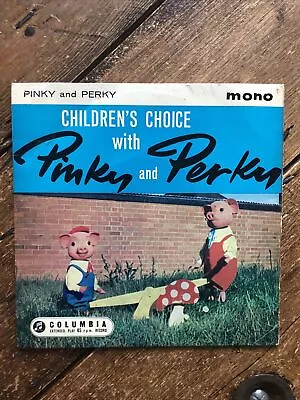 PINKY and PERKY
mono
CHILDREN'S CHOICE
with
Pinky and Perky
COLUMBIA
EXTENDED PLAY 45 r.p.m. RECORD